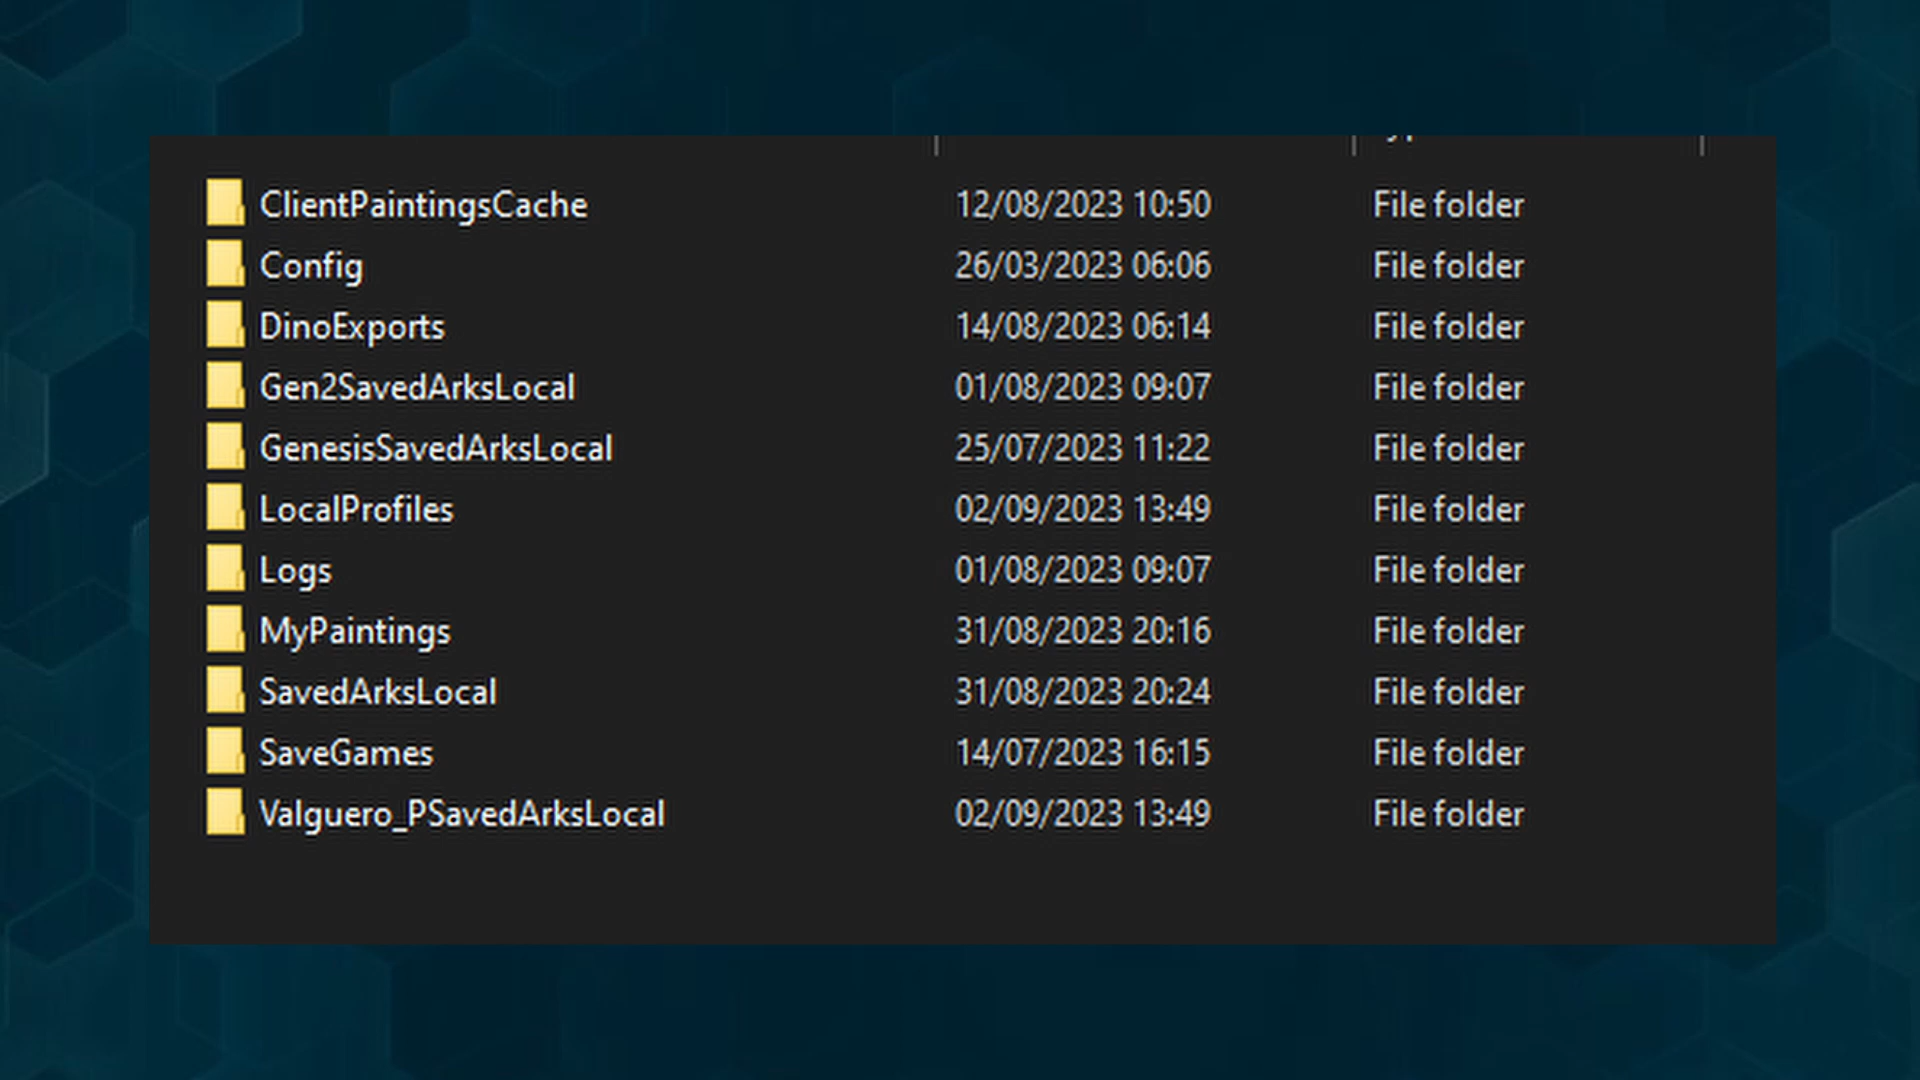 ClientPaintingsCache 12/08/2023 10:50 File folder
Config 26/03/2023 06:06 File folder
DinoExports 14/08/2023 06:14 File folder
Gen2SavedArksLocal 01/08/2023 09:07 File folder
GenesisSavedArksLocal 25/07/2023 11:22 File folder
LocalProfiles 02/09/2023 13:49 File folder
Logs 01/08/2023 09:07 File folder
MyPaintings 31/08/2023 20:16 File folder
SavedArksLocal 31/08/2023 20:24 File folder
SaveGames 14/07/2023 16:15 File folder
Valguero_PSavedArksLocal 02/09/2023 13:49 File folder